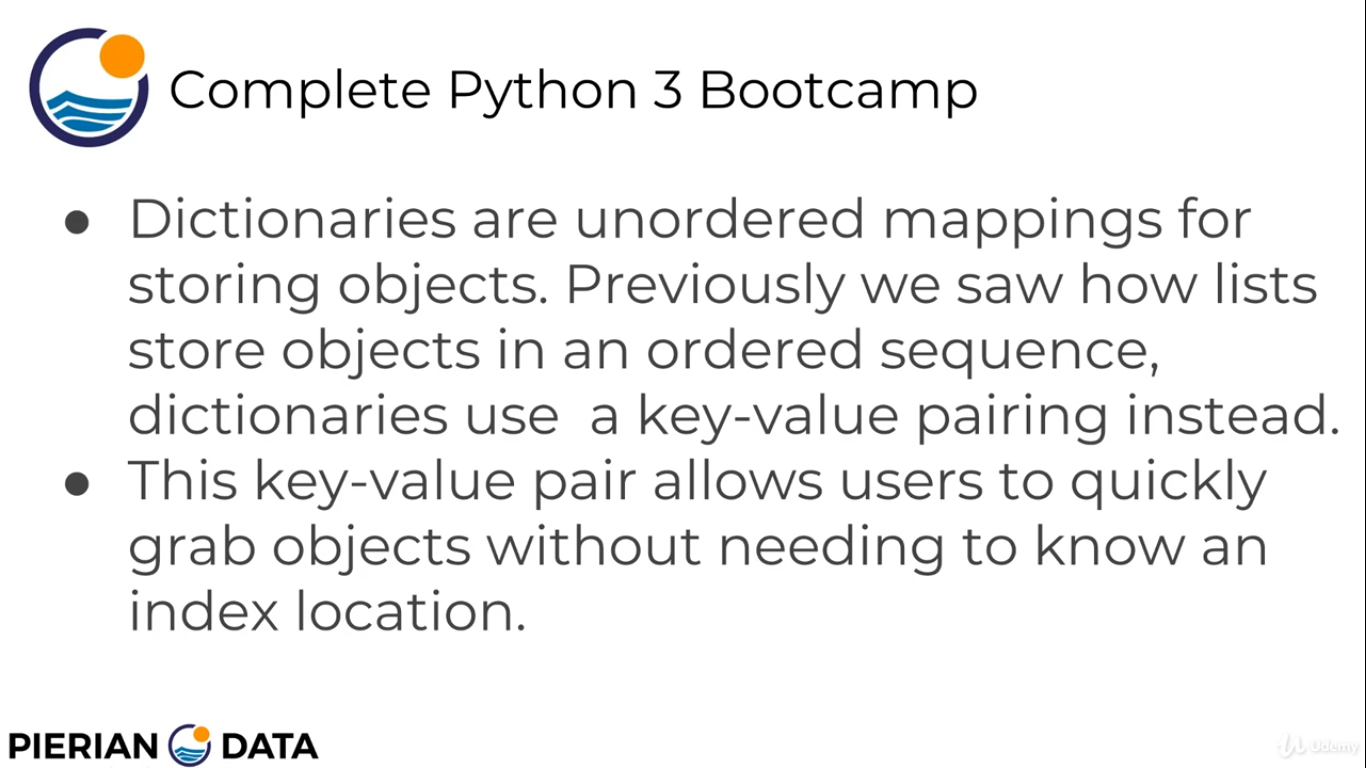 Complete Python 3 Bootcamp
● Dictionaries are unordered mappings for
storing objects. Previously we saw how lists
store objects in an ordered sequence,
dictionaries use  a key-value pairing instead.
● This key-value pair allows users to quickly
grab objects without needing to know an
index location.
PIERIAN DATA
Udemy